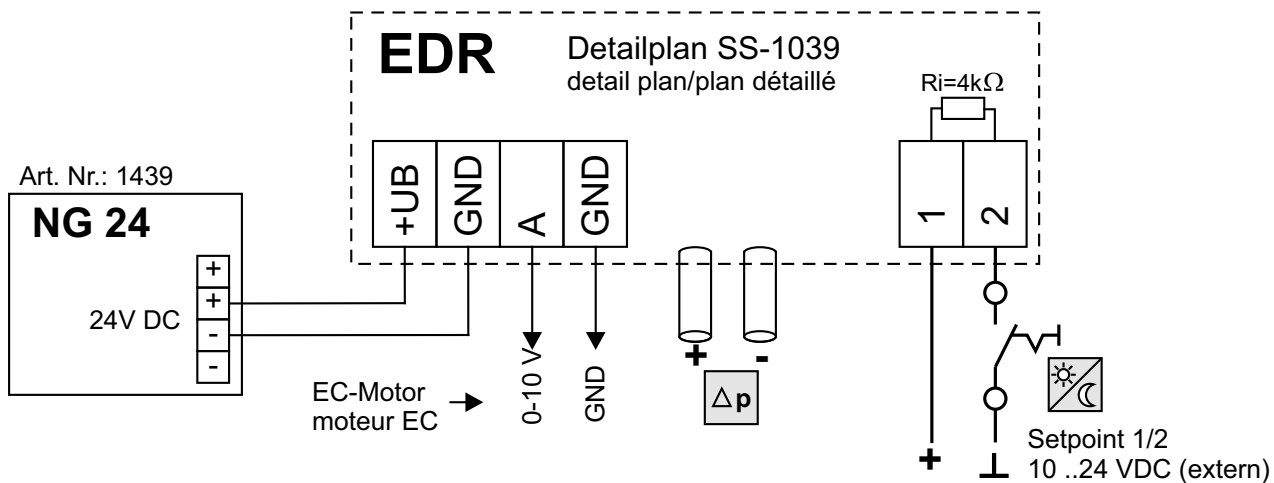 EDR
Detailplan SS-1039
detail plan/plan détaillé
Ri=4kΩ
+UB
GND
A
GND
1
2
Art. Nr.: 1439
NG 24
24V DC
+
+
-
-
EC-Motor
moteur EC
0-10 V
GND
+
-
△p
+
Setpoint 1/2
10 ..24 VDC (extern)